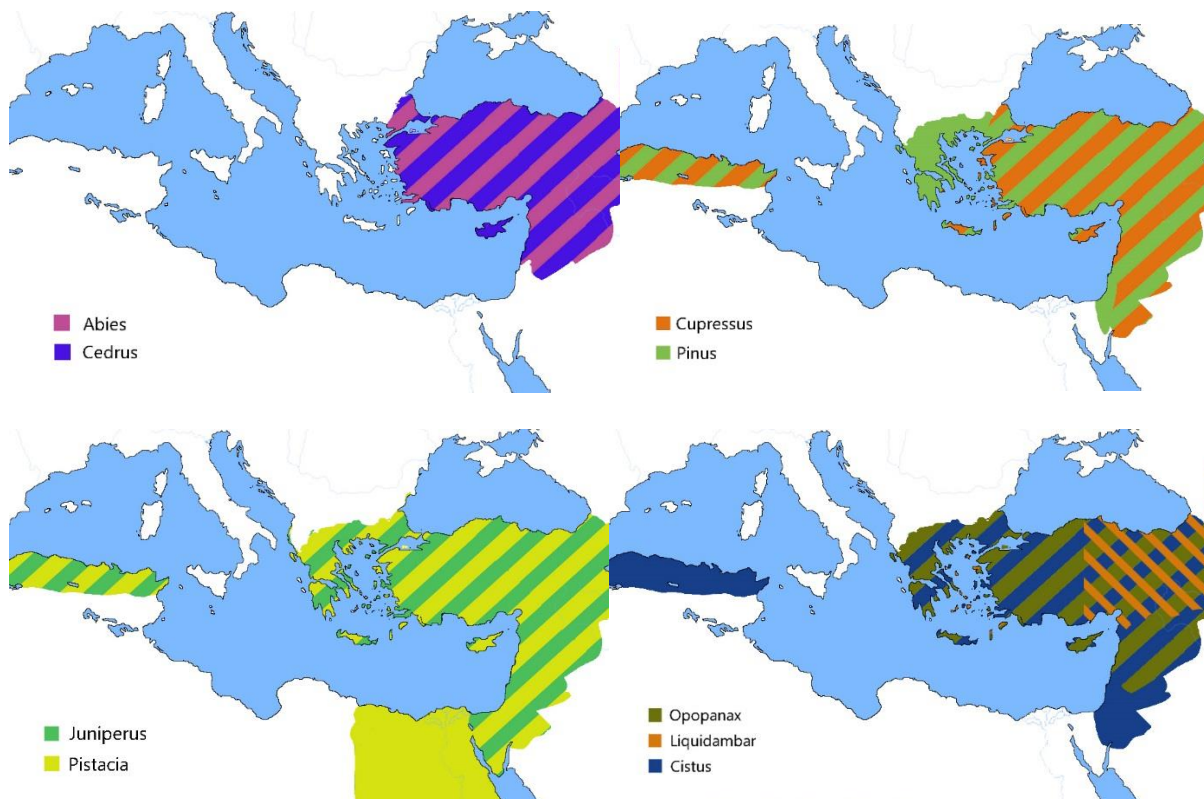 Abies
Cedrus
Cupressus
Pinus
Juniperus
Pistacia
Opopanax
Liquidambar
Cistus